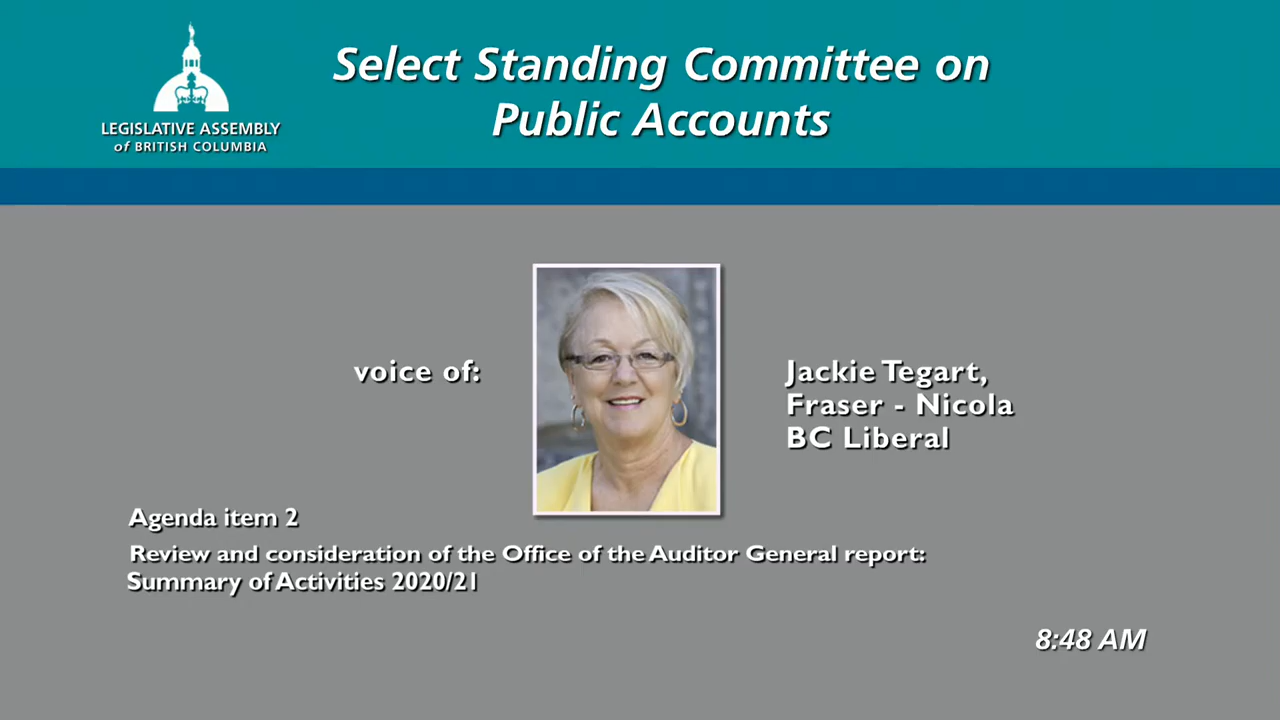 Select Standing Committee on
Public Accounts
LEGISLATIVE ASSEMBLY
of BRITISH COLUMBIA
voice of:
Jackie Tegart,
Fraser - Nicola
BC Liberal
Agenda item 2
Review and consideration of the Office of the Auditor General report:
Summary of Activities 2020/21
8:48 AM